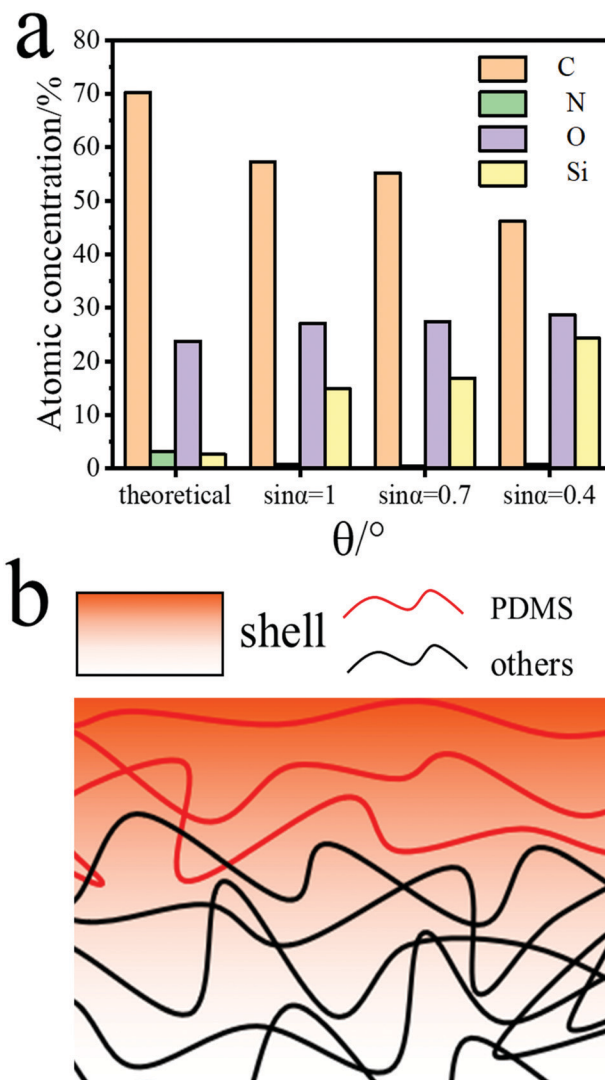 a
Atomic concentration/%
80
70
60
50
40
30
20
10
0
C
N
O
Si
theoretical sinα=1 sinα=0.7 sinα=0.4
θ/°
b
shell
PDMS
others